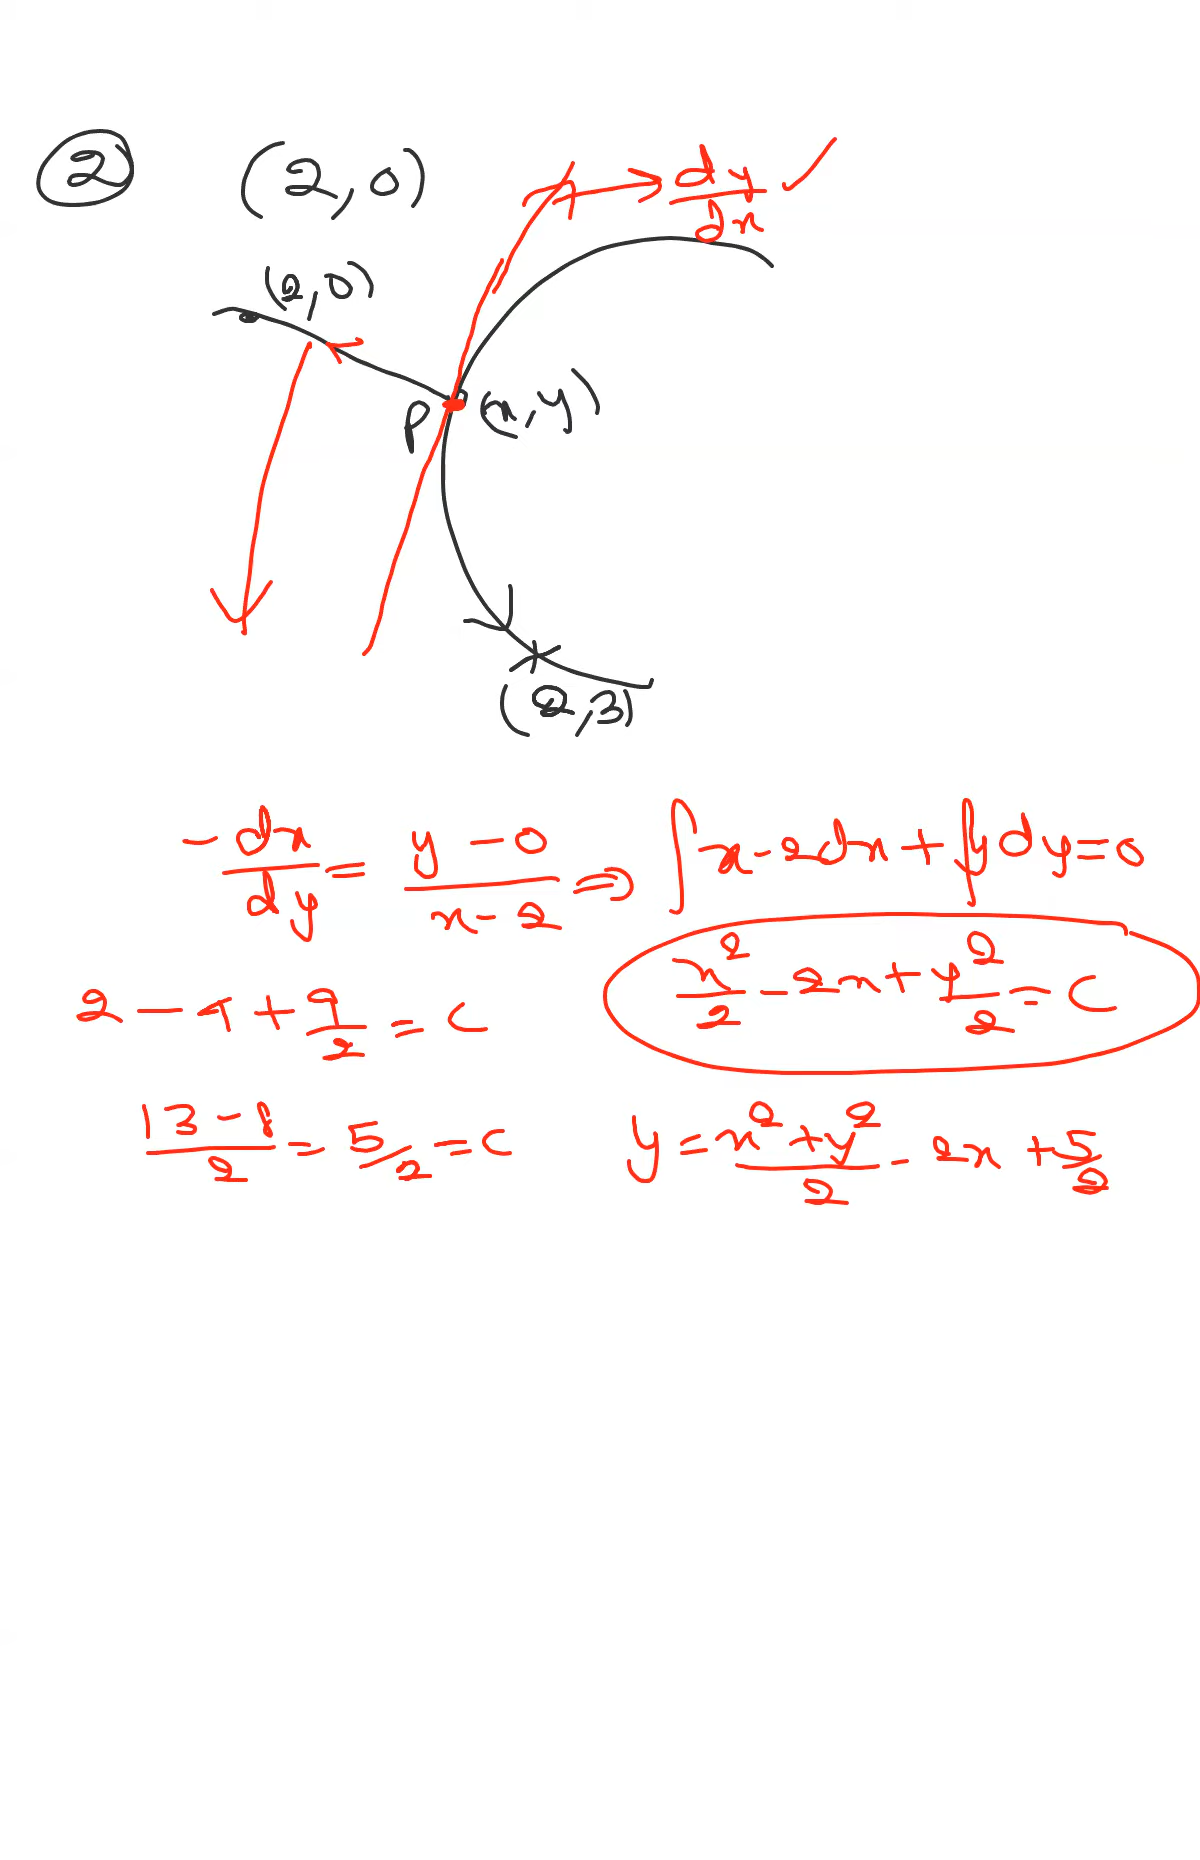 ② (2,0)
dy/dx ✓
(2,0)
P (x,y)
(2,3)
-dx/dy = (y-0)/(x-2) ⇒ ∫x-2dx+∫ydy=0
x²/2 - 2x + y²/2 = C
2-4+9/2 = C
(13-8)/2 = 5/2 = C
y = (x²+y²)/2 - 2x + 5/2